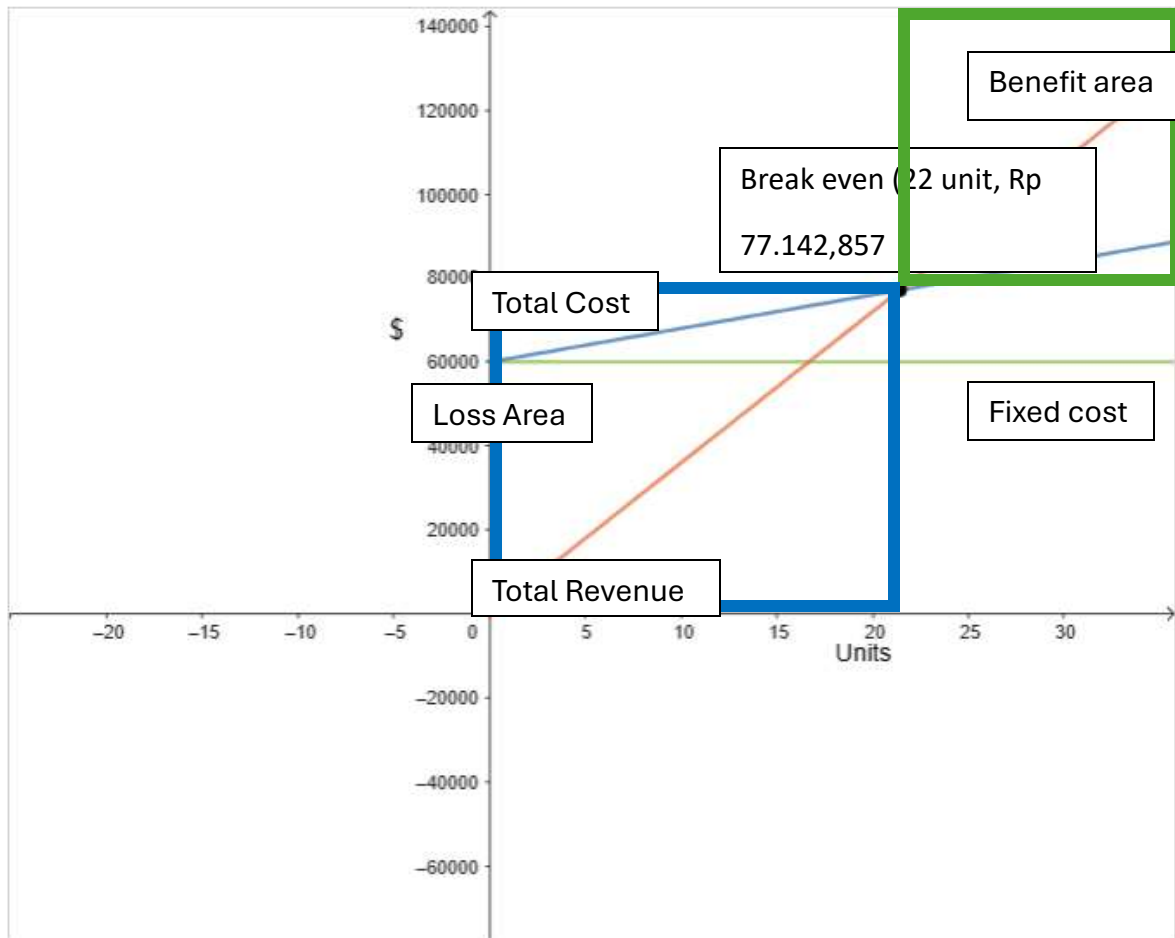 140000
Benefit area
120000
Break even (22 unit, Rp
77.142,857
100000
80000
Total Cost
$
60000
Loss Area
Fixed cost
40000
20000
Total Revenue
–20 –15 –10 –5 0 5 10 15 20 25 30
Units
–20000
–40000
–60000